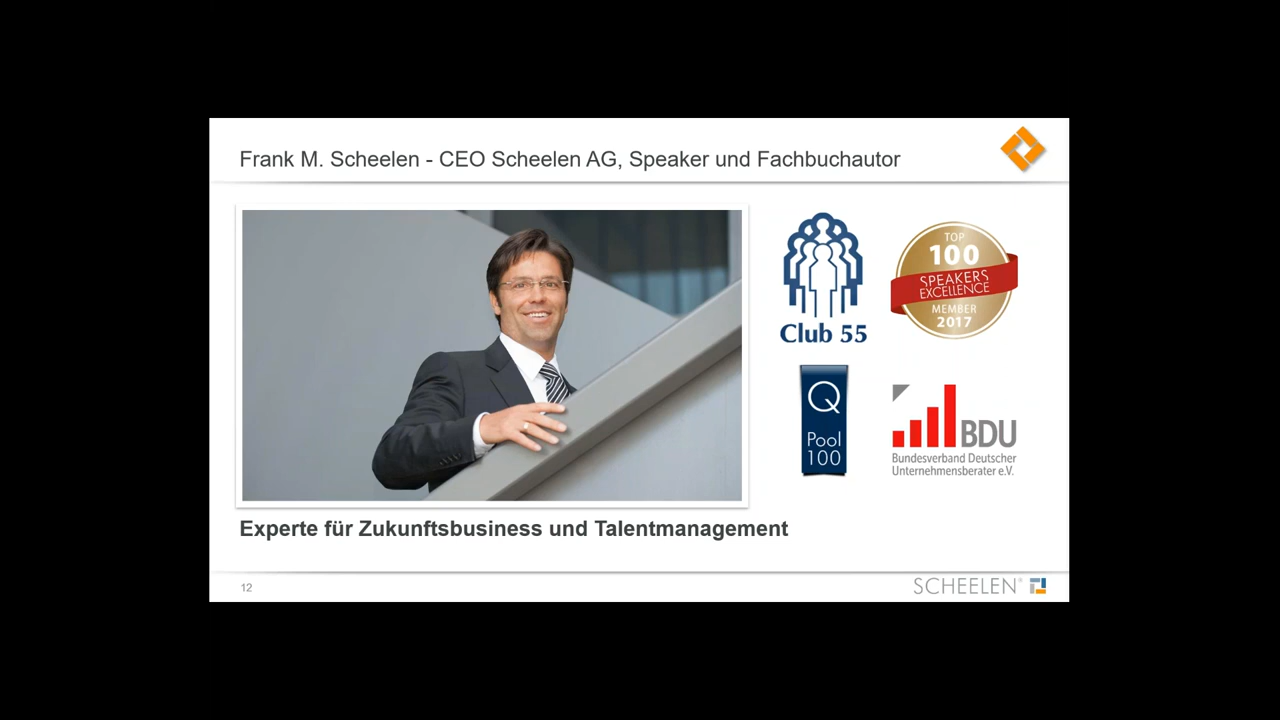 Frank M. Scheelen - CEO Scheelen AG, Speaker und Fachbuchautor
Club 55
TOP
100
SPEAKERS
EXCELLENCE
MEMBER
2017
Q
Pool
100
BDU
Bundesverband Deutscher
Unternehmensberater e.V.
Experte für Zukunftsbusiness und Talentmanagement
12
SCHEELEN®